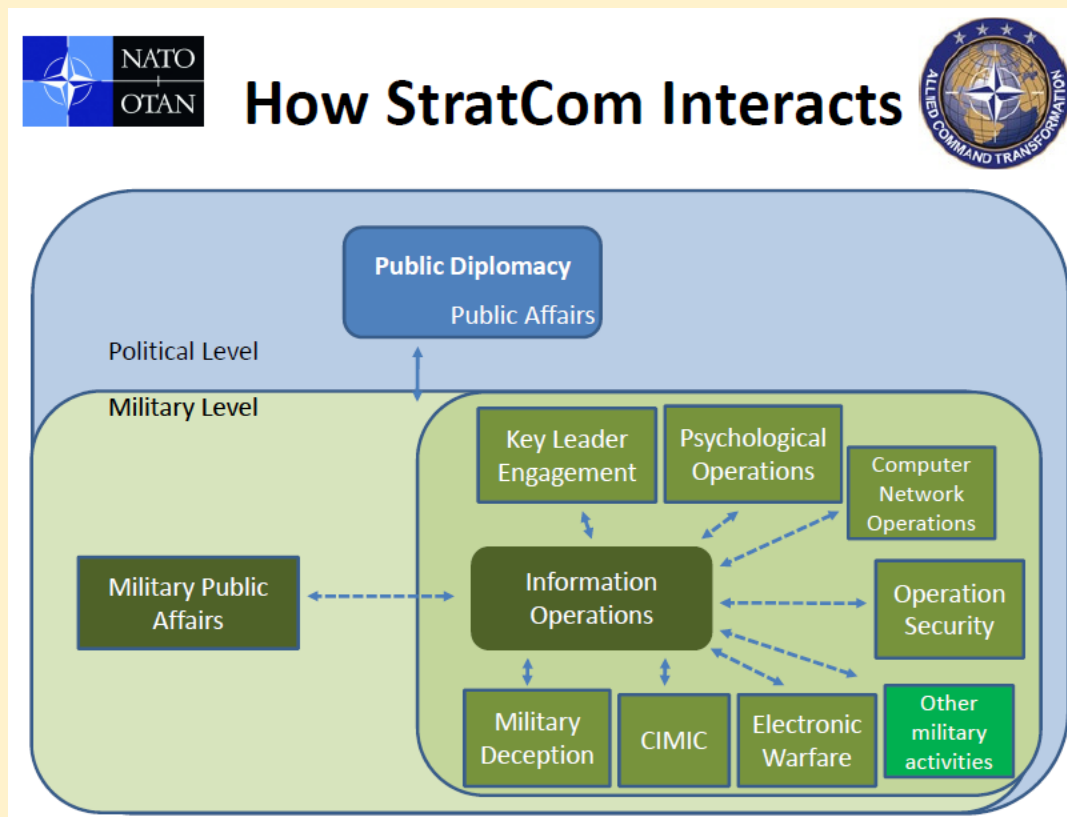 NATO
OTAN
How StratCom Interacts
ALLIED COMMAND TRANSFORMATION
Public Diplomacy
Public Affairs
Political Level
Military Level
Key Leader
Engagement
Psychological
Operations
Computer
Network
Operations
Military Public
Affairs
Information
Operations
Operation
Security
Military
Deception
CIMIC
Electronic
Warfare
Other
military
activities